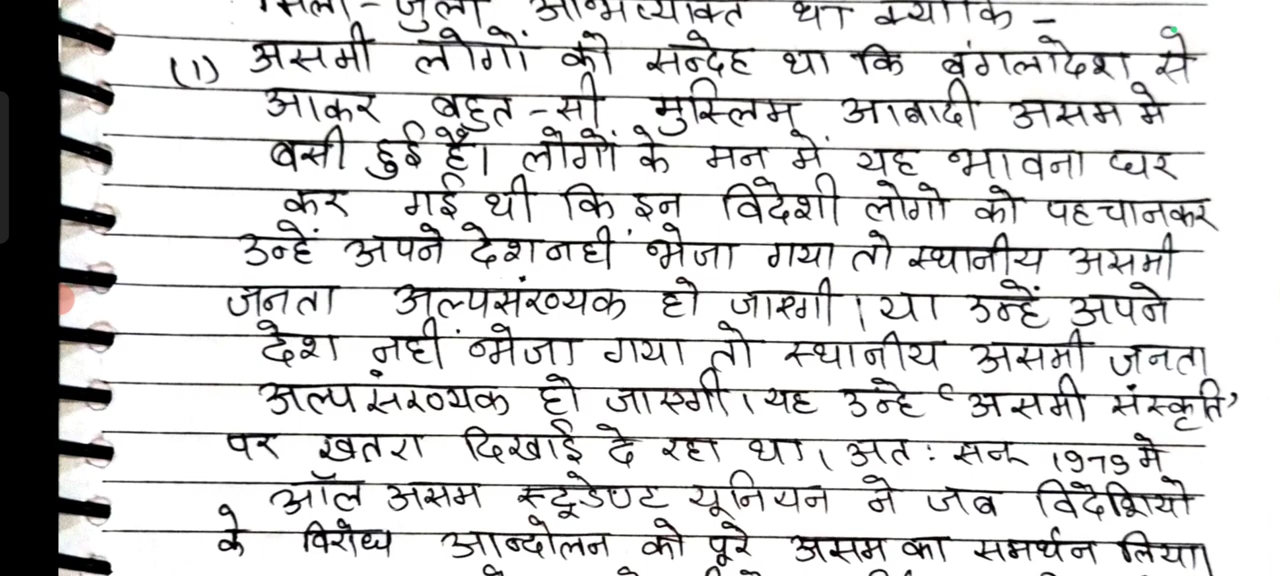 मिला-जुला अभिव्यक्ति था क्योंकि -
(1) असमी लोगों को सन्देह था कि बंगलादेश से
आकर बहुत-सी मुस्लिम आबादी असम मे
बसी हुई है। लोगों के मन में यह भावना घर
कर गई थी कि इन विदेशी लोगो को पहचानकर
उन्हें अपने देश नहीं भेजा गया तो स्थानीय असमी
जनता अल्पसंख्यक हो जाएगी। या उन्हें अपने
देश नहीं भेजा गया तो स्थानीय असमी जनता
अल्पसंख्यक हो जाएगी। यह उन्हे 'असमी संस्कृति'
पर खतरा दिखाई दे रहा था। अतः सन् 1979 मे
ऑल असम स्टूडेण्ट यूनियन ने जब विदेशियो
के विरोध आन्दोलन को पूरे असम का समर्थन लिया।